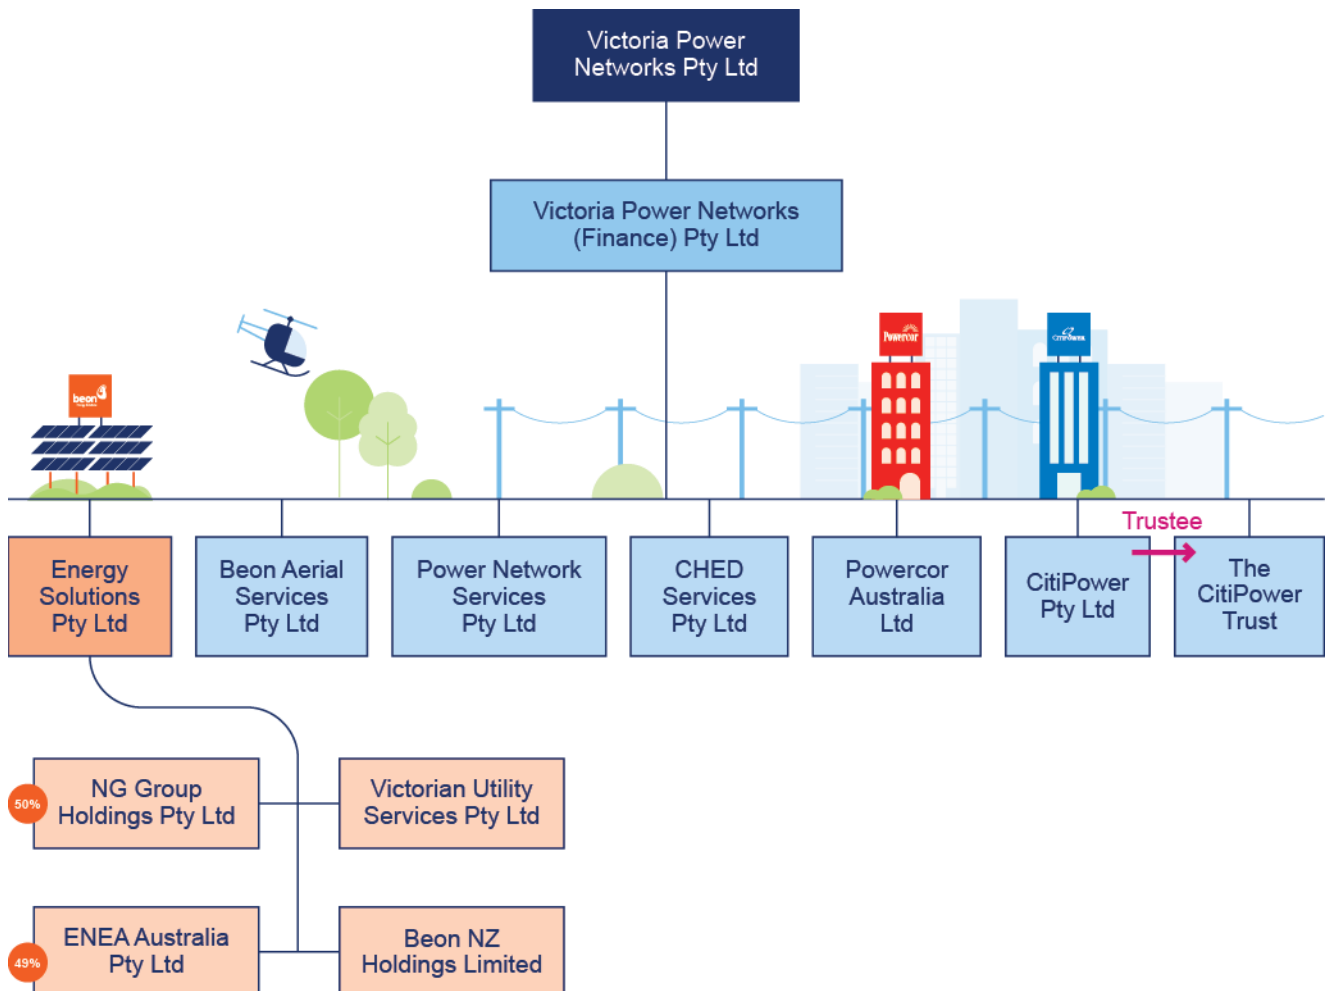 Victoria Power
Networks Pty Ltd
Victoria Power Networks
(Finance) Pty Ltd
beon
Powercor
CITIPOWER
Trustee
Energy
Solutions
Pty Ltd
Beon Aerial
Services
Pty Ltd
Power Network
Services
Pty Ltd
CHED
Services
Pty Ltd
Powercor
Australia
Ltd
CitiPower
Pty Ltd
The
CitiPower
Trust
50%
NG Group
Holdings Pty Ltd
Victorian Utility
Services Pty Ltd
49%
ENEA Australia
Pty Ltd
Beon NZ
Holdings Limited